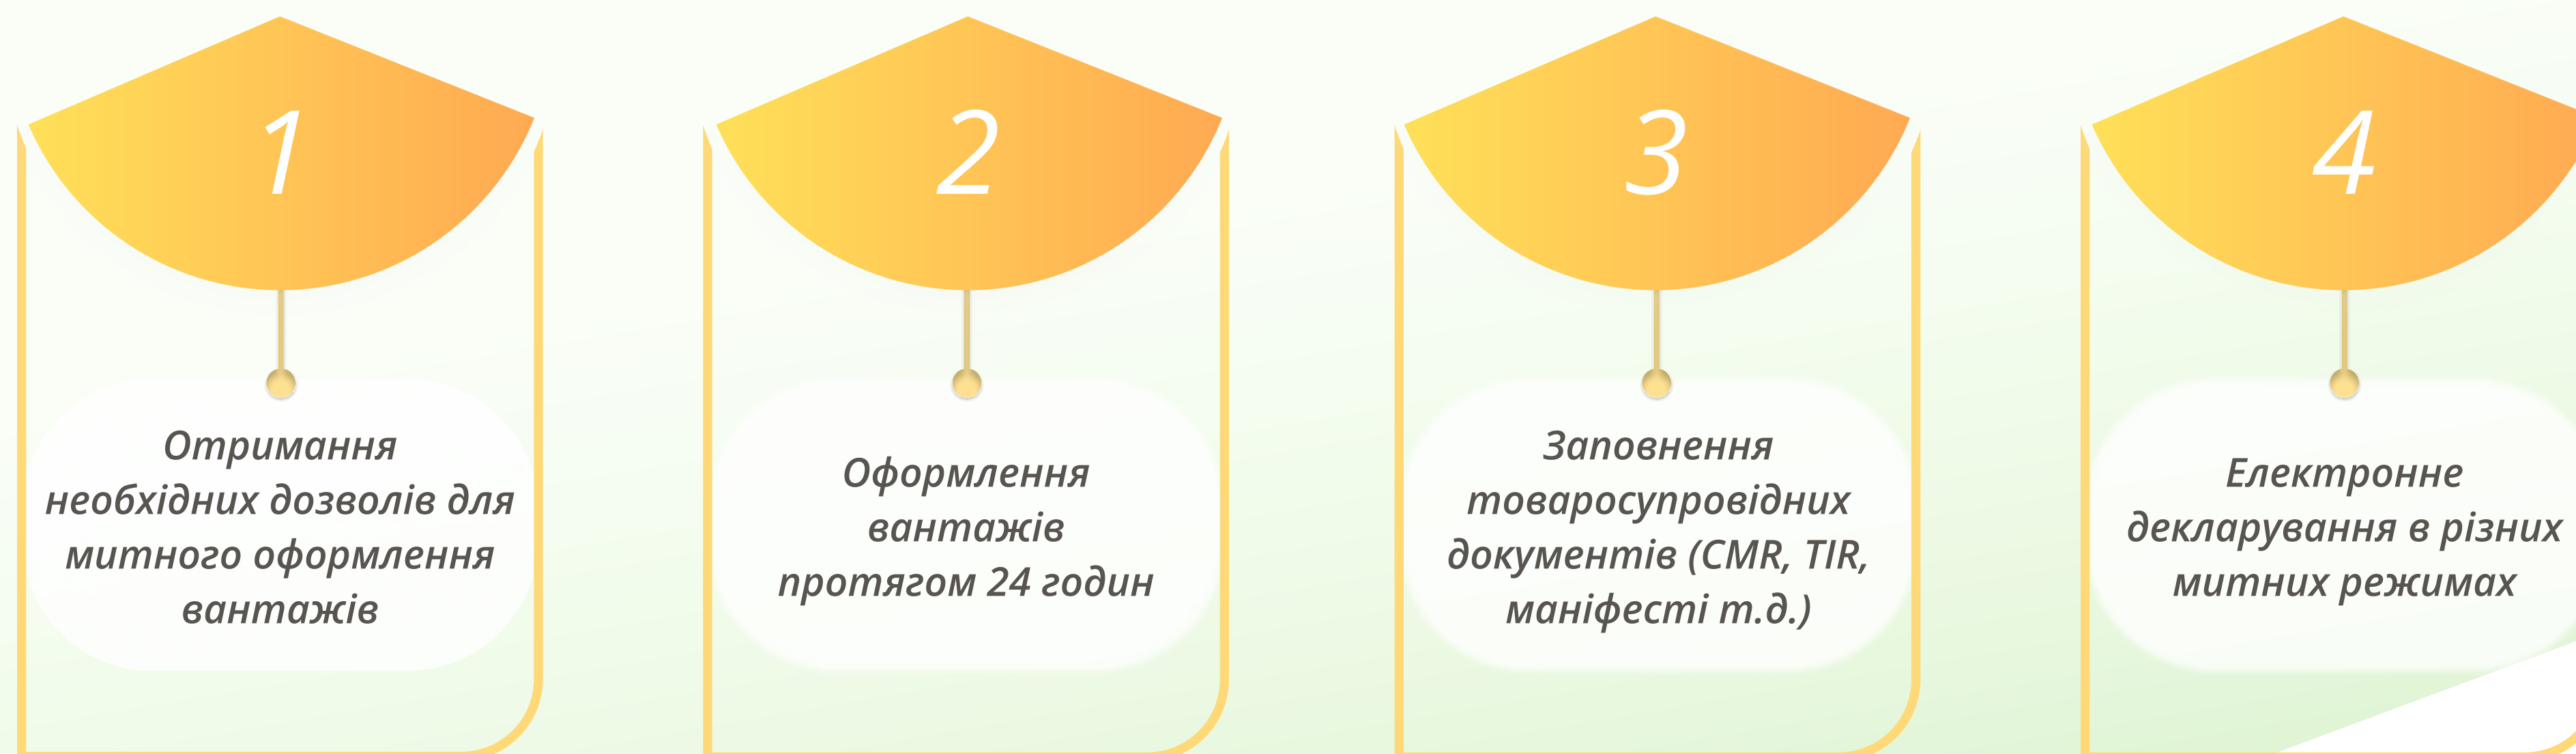 1
Отримання
необхідних дозволів для
митного оформлення
вантажів
2
Оформлення
вантажів
протягом 24 годин
3
Заповнення
товаросупровідних
документів (CMR, TIR,
маніфесті т.д.)
4
Електронне
декларування в різних
митних режимах